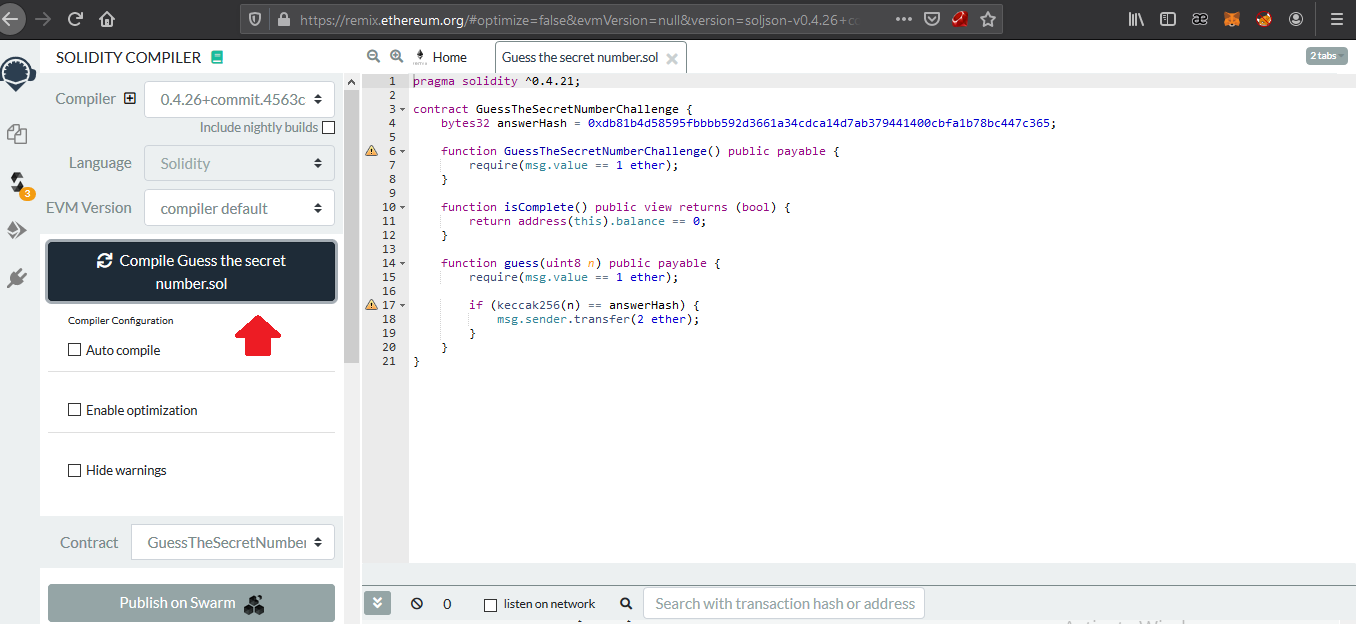 https://remix.ethereum.org/#optimize=false&evmVersion=null&version=soljson-v0.4.26+co
SOLIDITY COMPILER
Compiler
0.4.26+commit.4563c
Include nightly builds
Language
Solidity
3
EVM Version
compiler default
Compile Guess the secret
number.sol
Compiler Configuration
Auto compile
Enable optimization
Hide warnings
Contract
GuessTheSecretNumber
Publish on Swarm
Home
Guess the secret number.sol
2 tabs
1 pragma solidity ^0.4.21;
2
3 contract GuessTheSecretNumberChallenge {
4 bytes32 answerHash = 0xdb81b4d58595fbbbb592d3661a34cdca14d7ab379441400cbfa1b78bc447c365;
5
6 function GuessTheSecretNumberChallenge() public payable {
7 require(msg.value == 1 ether);
8 }
9
10 function isComplete() public view returns (bool) {
11 return address(this).balance == 0;
12 }
13
14 function guess(uint8 n) public payable {
15 require(msg.value == 1 ether);
16
17 if (keccak256(n) == answerHash) {
18 msg.sender.transfer(2 ether);
19 }
20 }
21 }
0
listen on network
Search with transaction hash or address